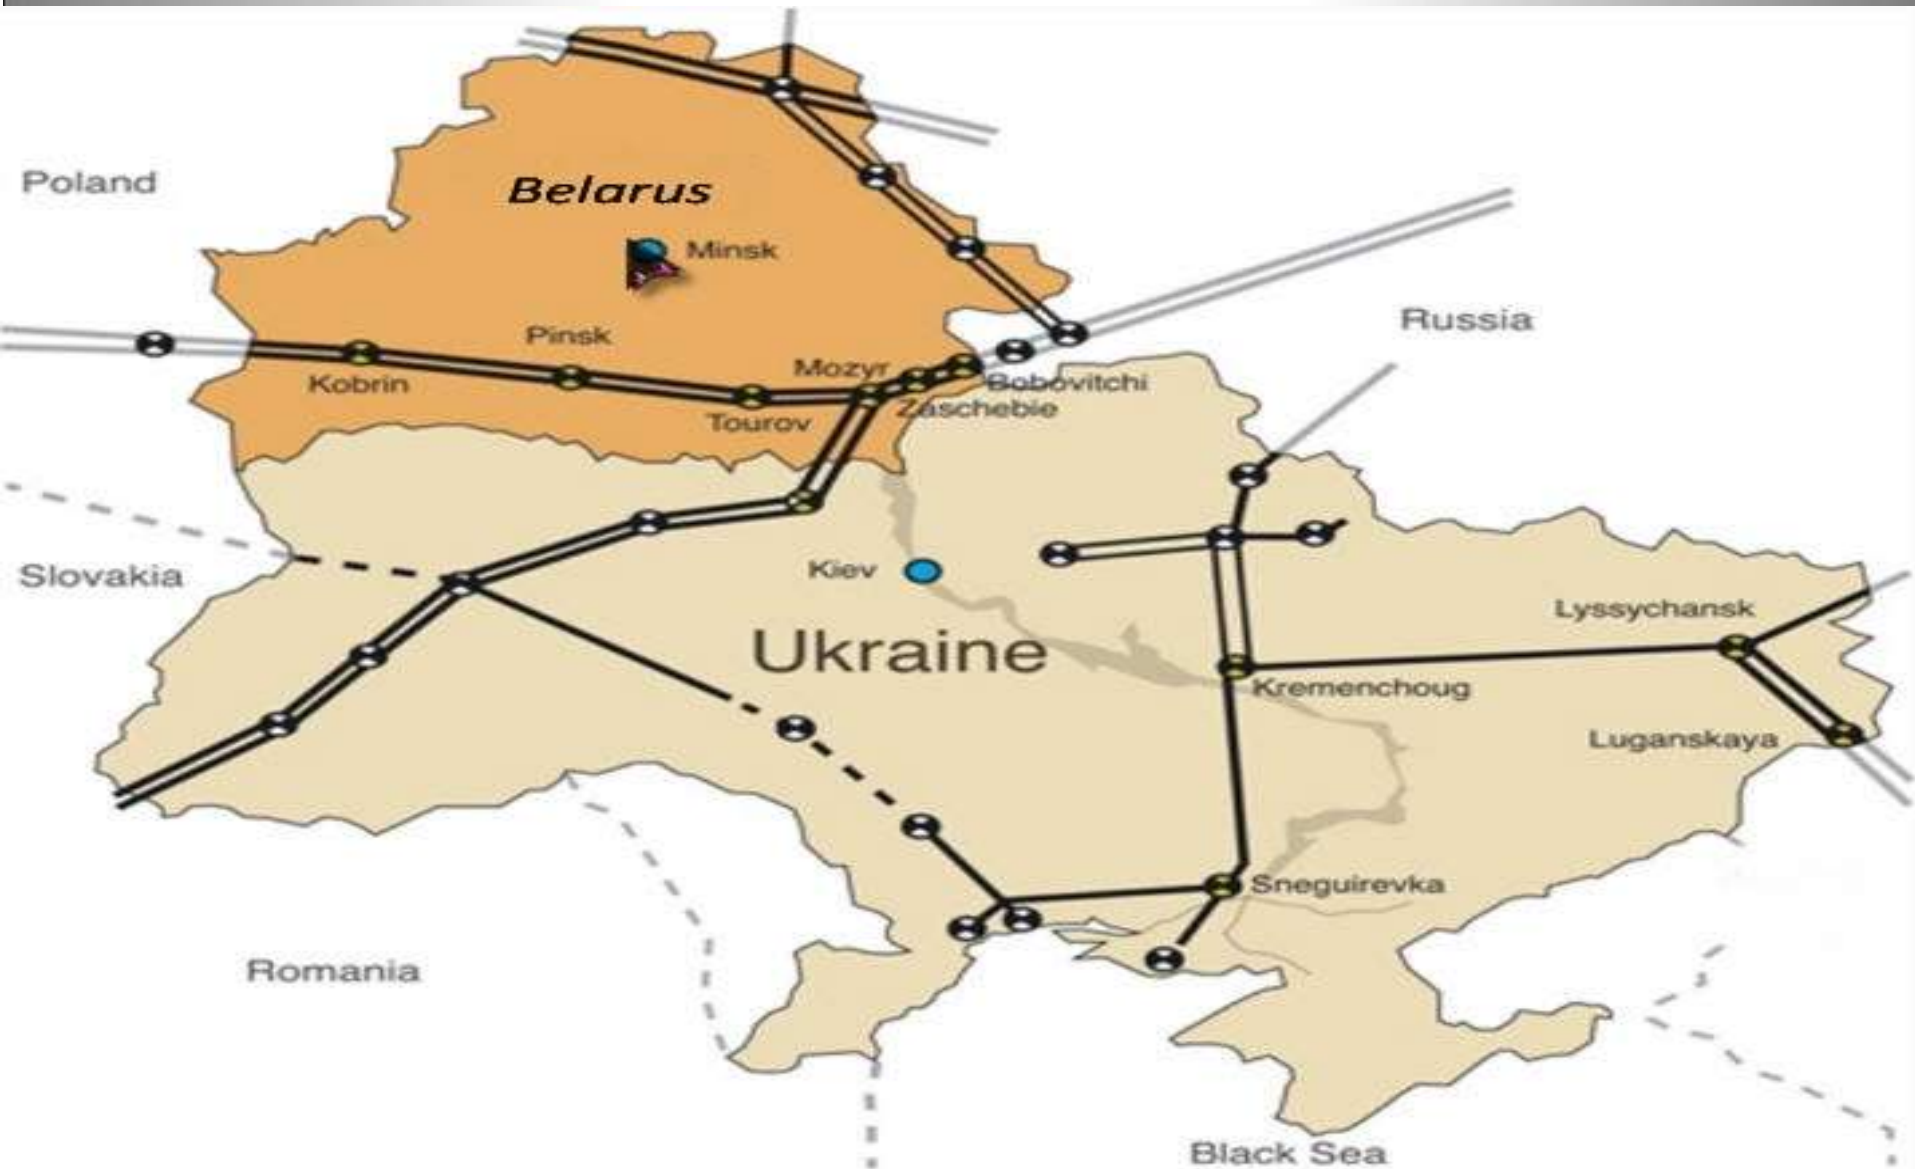 Poland
Belarus
Minsk
Russia
Pinsk
Mozyr
Kobrin
Bobovitchi
Zaschebie
Tourov
Slovakia
Kiev
Lyssychansk
Ukraine
Kremenchoug
Luganskaya
Sneguirevka
Romania
Black Sea